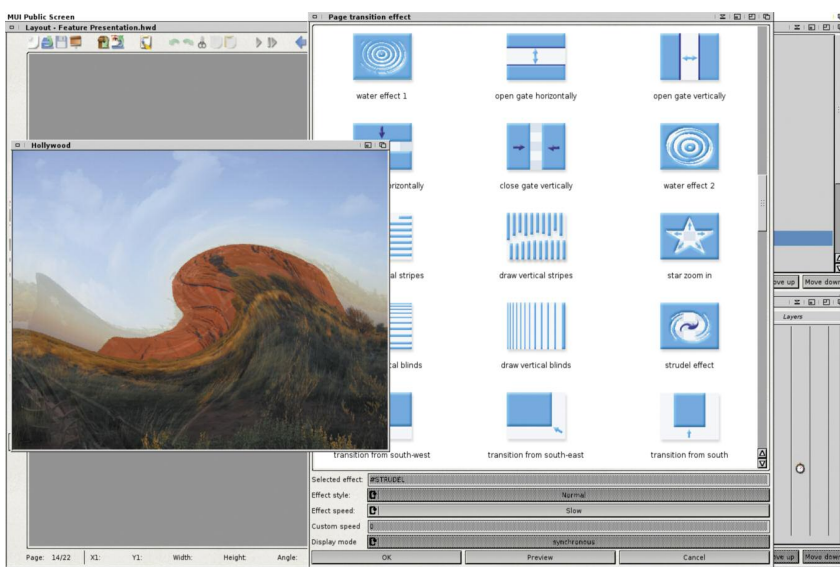 MUI Public Screen
Layout - Feature Presentation.hwd
Page transition effect
water effect 1
open gate horizontally
open gate vertically
Hollywood
rizontally
close gate vertically
water effect 2
al stripes
draw vertical stripes
star zoom in
cal blinds
draw vertical blinds
strudel effect
transition from south-west
transition from south-east
transition from south
Selected effect: #STRUDEL
Effect style: Normal
Effect speed: Slow
Custom speed 0
Display mode synchronous
Page: 14/22 X1: Y1: Width: Height: Angle:
OK Preview Cancel
ove up Move down
Layers
ove up Move down